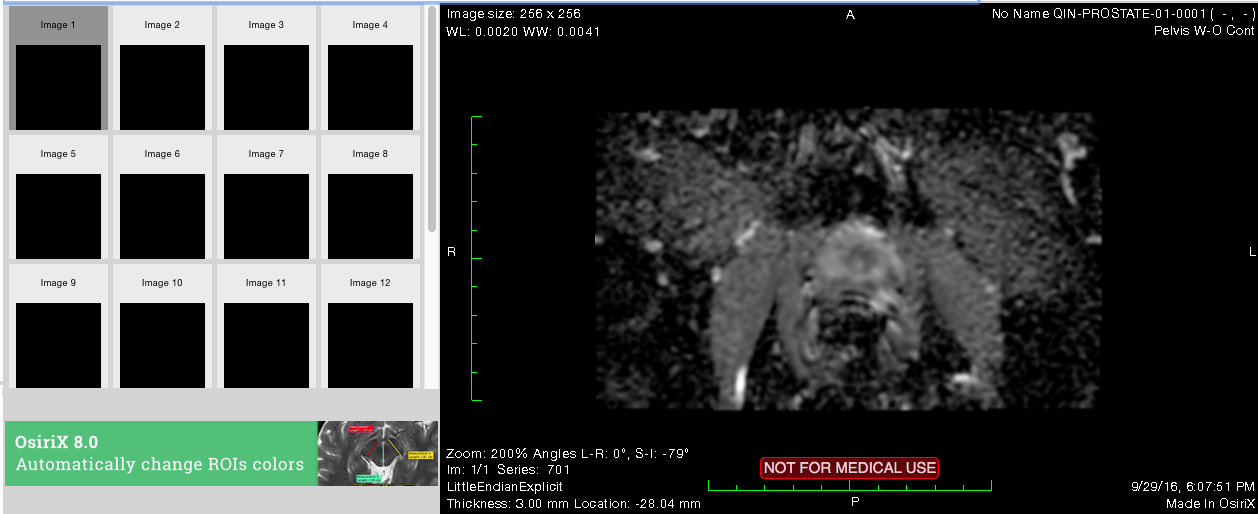 Image 1
Image 2
Image 3
Image 4
Image 5
Image 6
Image 7
Image 8
Image 9
Image 10
Image 11
Image 12
OsiriX 8.0
Automatically change ROIs colors
Image size: 256 x 256
WL: 0.0020 WW: 0.0041
A
No Name QIN-PROSTATE-01-0001 ( - , - )
Pelvis W-O Cont
R
L
Zoom: 200% Angles L-R: 0°, S-I: -79°
Im: 1/1 Series: 701
LittleEndianExplicit
Thickness: 3.00 mm Location: -28.04 mm
NOT FOR MEDICAL USE
P
9/29/16, 6:07:51 PM
Made In OsiriX